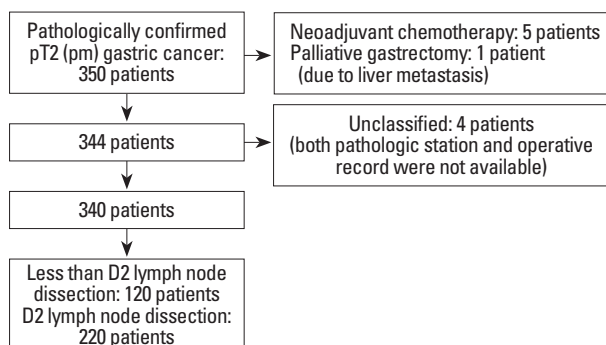 Pathologically confirmed
pT2 (pm) gastric cancer:
350 patients
Neoadjuvant chemotherapy: 5 patients
Palliative gastrectomy: 1 patient
(due to liver metastasis)
344 patients
Unclassified: 4 patients
(both pathologic station and operative
record were not available)
340 patients
Less than D2 lymph node
dissection: 120 patients
D2 lymph node dissection:
220 patients